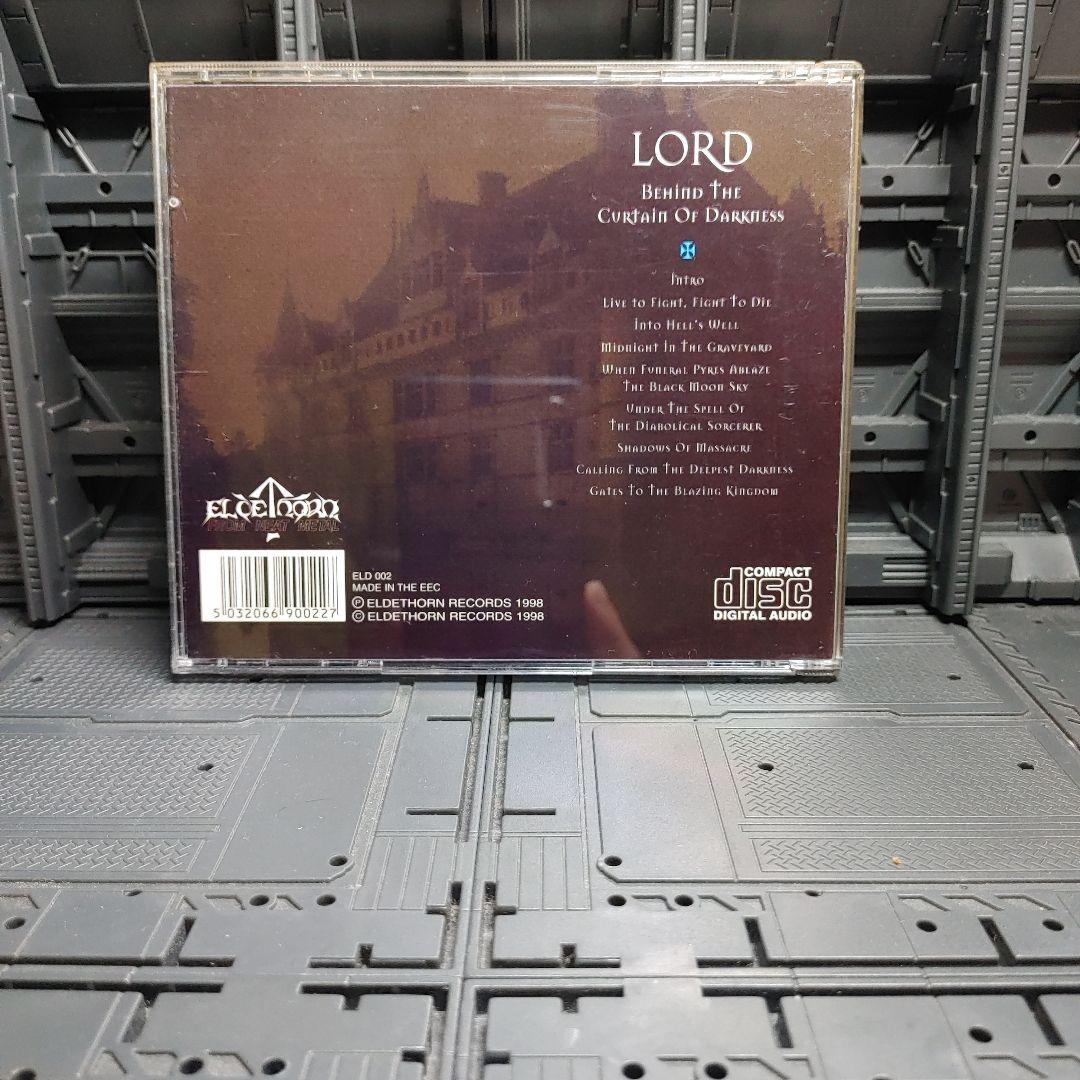 LORD
Behind The
Curtain Of Darkness
Intro
Live to Fight, Fight To Die
Into Hell's Well
Midnight In The Graveyard
When Funeral Pyres Ablaze
The Black Moon Sky
Under The Spell Of
The Diabolical Sorcerer
Shadows Of Massacre
Calling From The Deepest Darkness
Gates To The Blazing Kingdom
ELDETHORN
FROM NEAT METAL
5 032066 900227
ELD 002
MADE IN THE EEC
℗ ELDETHORN RECORDS 1998
© ELDETHORN RECORDS 1998
COMPACT
disc
DIGITAL AUDIO